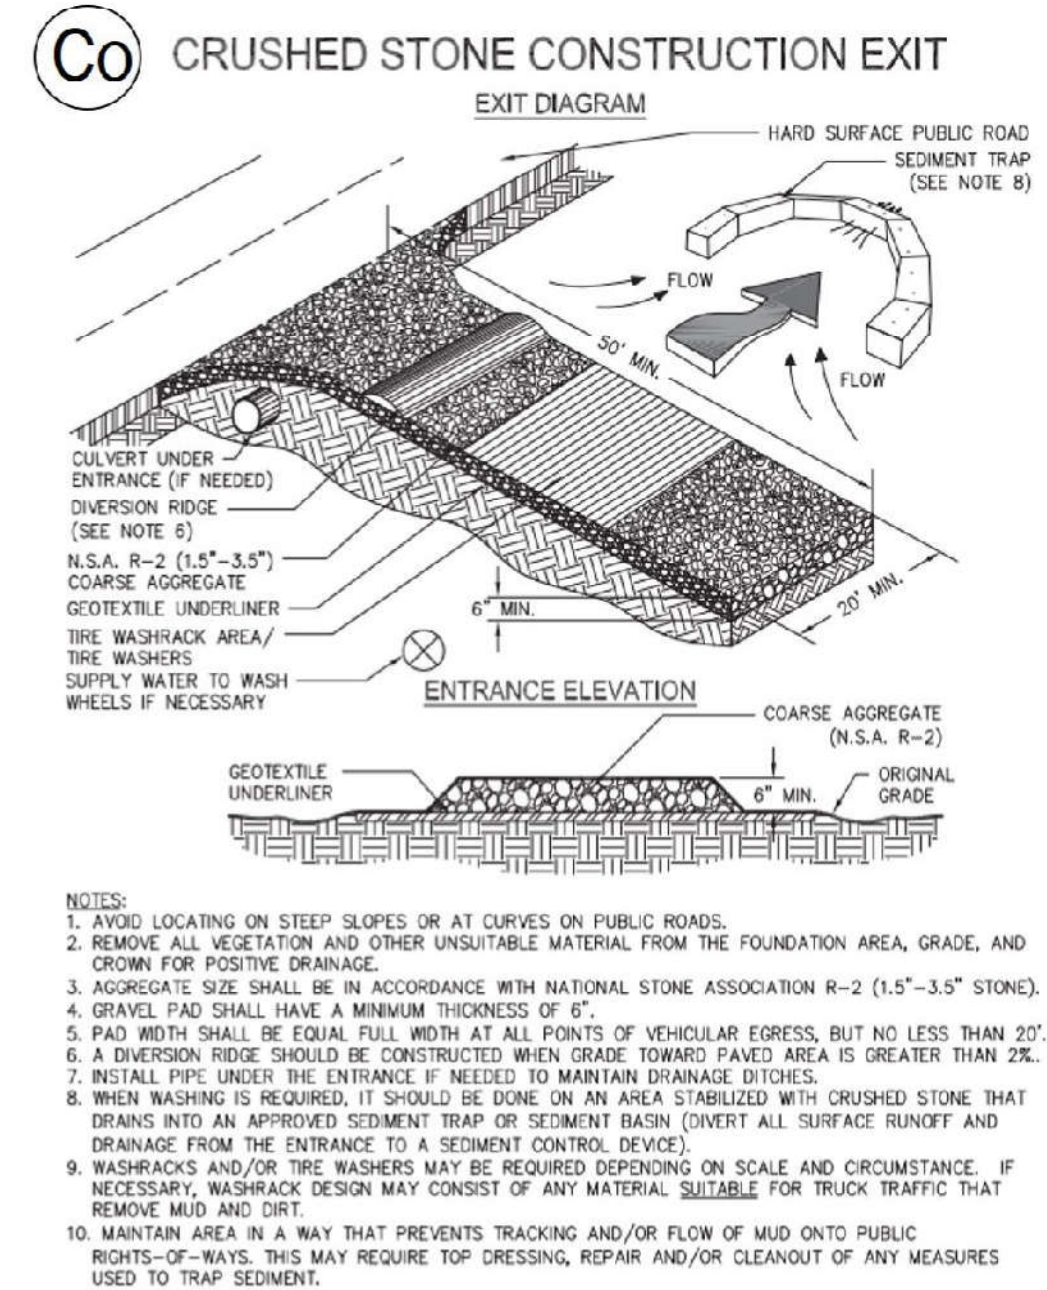 Co
CRUSHED STONE CONSTRUCTION EXIT
EXIT DIAGRAM
HARD SURFACE PUBLIC ROAD
SEDIMENT TRAP
(SEE NOTE 8)
FLOW
50' MIN.
FLOW
CULVERT UNDER
ENTRANCE (IF NEEDED)
DIVERSION RIDGE
(SEE NOTE 6)
N.S.A. R-2 (1.5"-3.5")
COARSE AGGREGATE
GEOTEXTILE UNDERLINER
6" MIN.
20' MIN.
TIRE WASHRACK AREA/
TIRE WASHERS
SUPPLY WATER TO WASH
WHEELS IF NECESSARY
ENTRANCE ELEVATION
COARSE AGGREGATE
(N.S.A. R-2)
GEOTEXTILE
UNDERLINER
6" MIN.
ORIGINAL
GRADE
NOTES:
1. AVOID LOCATING ON STEEP SLOPES OR AT CURVES ON PUBLIC ROADS.
2. REMOVE ALL VEGETATION AND OTHER UNSUITABLE MATERIAL FROM THE FOUNDATION AREA, GRADE, AND
CROWN FOR POSITIVE DRAINAGE.
3. AGGREGATE SIZE SHALL BE IN ACCORDANCE WITH NATIONAL STONE ASSOCIATION R-2 (1.5"-3.5" STONE).
4. GRAVEL PAD SHALL HAVE A MINIMUM THICKNESS OF 6".
5. PAD WIDTH SHALL BE EQUAL FULL WIDTH AT ALL POINTS OF VEHICULAR EGRESS, BUT NO LESS THAN 20'.
6. A DIVERSION RIDGE SHOULD BE CONSTRUCTED WHEN GRADE TOWARD PAVED AREA IS GREATER THAN 2%..
7. INSTALL PIPE UNDER THE ENTRANCE IF NEEDED TO MAINTAIN DRAINAGE DITCHES.
8. WHEN WASHING IS REQUIRED, IT SHOULD BE DONE ON AN AREA STABILIZED WITH CRUSHED STONE THAT
DRAINS INTO AN APPROVED SEDIMENT TRAP OR SEDIMENT BASIN (DIVERT ALL SURFACE RUNOFF AND
DRAINAGE FROM THE ENTRANCE TO A SEDIMENT CONTROL DEVICE).
9. WASHRACKS AND/OR TIRE WASHERS MAY BE REQUIRED DEPENDING ON SCALE AND CIRCUMSTANCE. IF
NECESSARY, WASHRACK DESIGN MAY CONSIST OF ANY MATERIAL SUITABLE FOR TRUCK TRAFFIC THAT
REMOVE MUD AND DIRT.
10. MAINTAIN AREA IN A WAY THAT PREVENTS TRACKING AND/OR FLOW OF MUD ONTO PUBLIC
RIGHTS-OF-WAYS. THIS MAY REQUIRE TOP DRESSING, REPAIR AND/OR CLEANOUT OF ANY MEASURES
USED TO TRAP SEDIMENT.